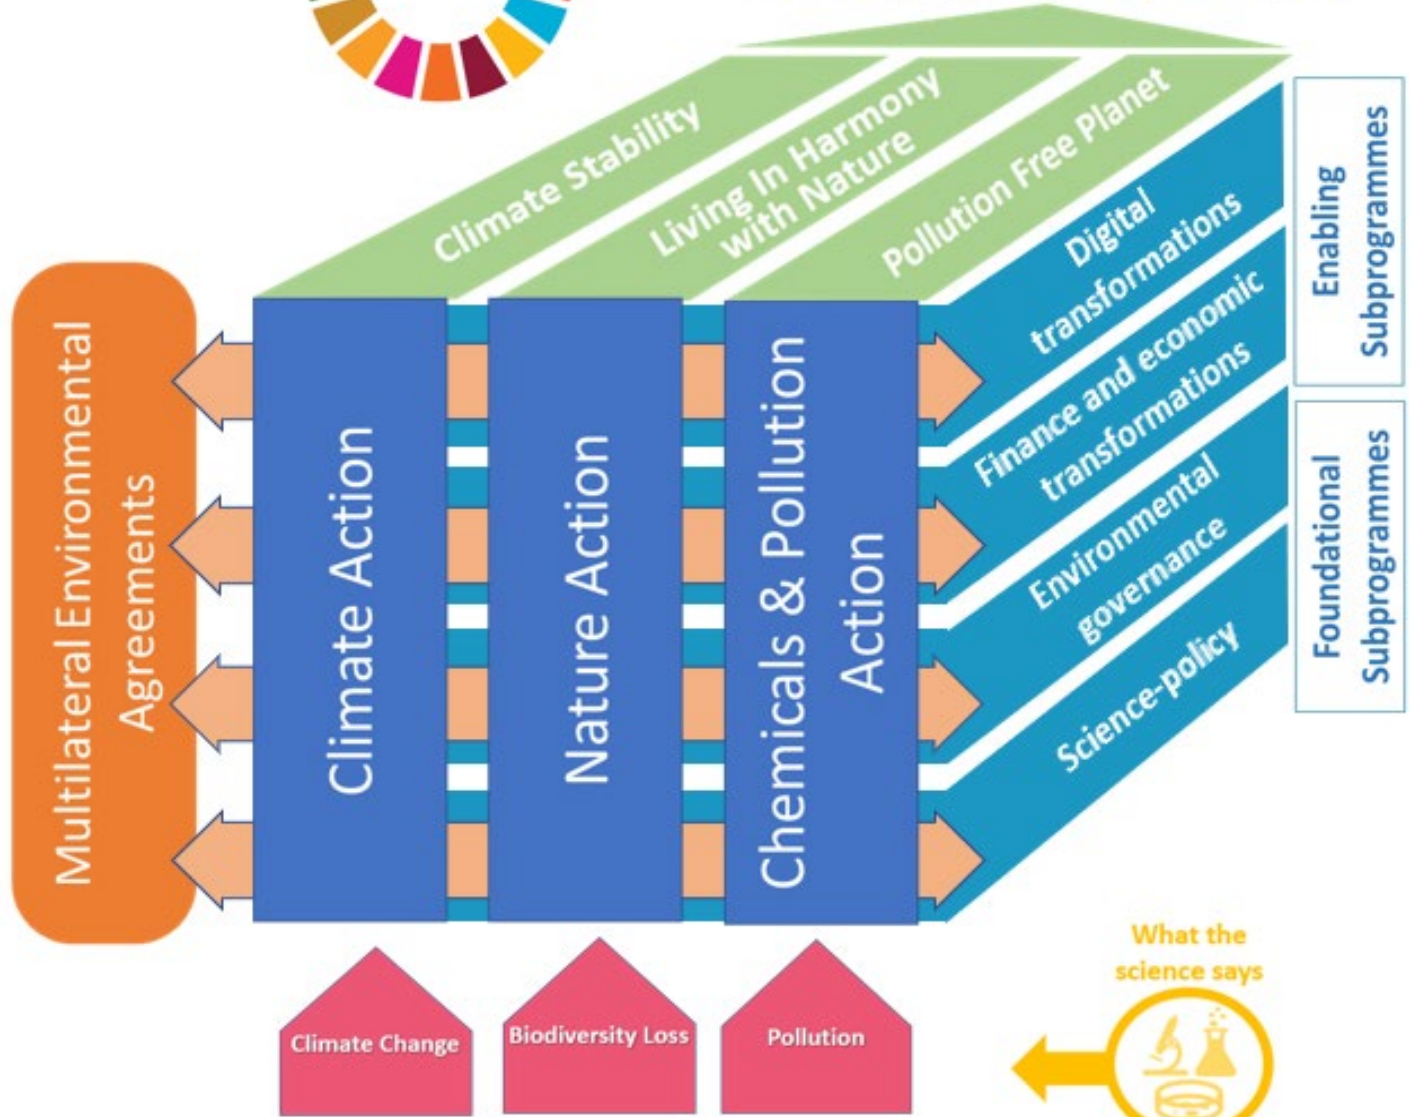 Climate Stability
Living In Harmony
with Nature
Pollution Free Planet
Digital
transformations
Finance and economic
transformations
Environmental
governance
Science-policy
Enabling
Subprogrammes
Foundational
Subprogrammes
Multilateral Environmental
Agreements
Climate Action
Nature Action
Chemicals & Pollution
Action
Climate Change
Biodiversity Loss
Pollution
What the
science says